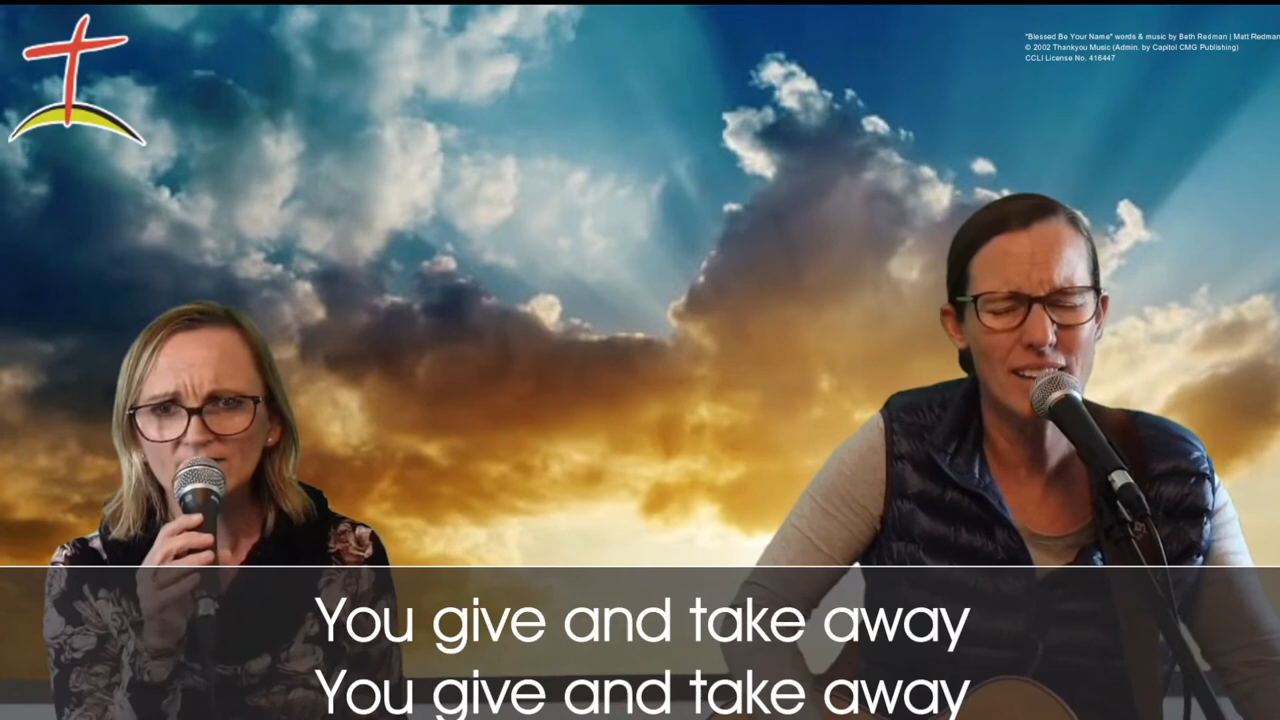 "Blessed Be Your Name" words & music by Beth Redman | Matt Redman
© 2002 Thankyou Music (Admin. by Capitol CMG Publishing)
CCLI License No. 416447
You give and take away
You give and take away